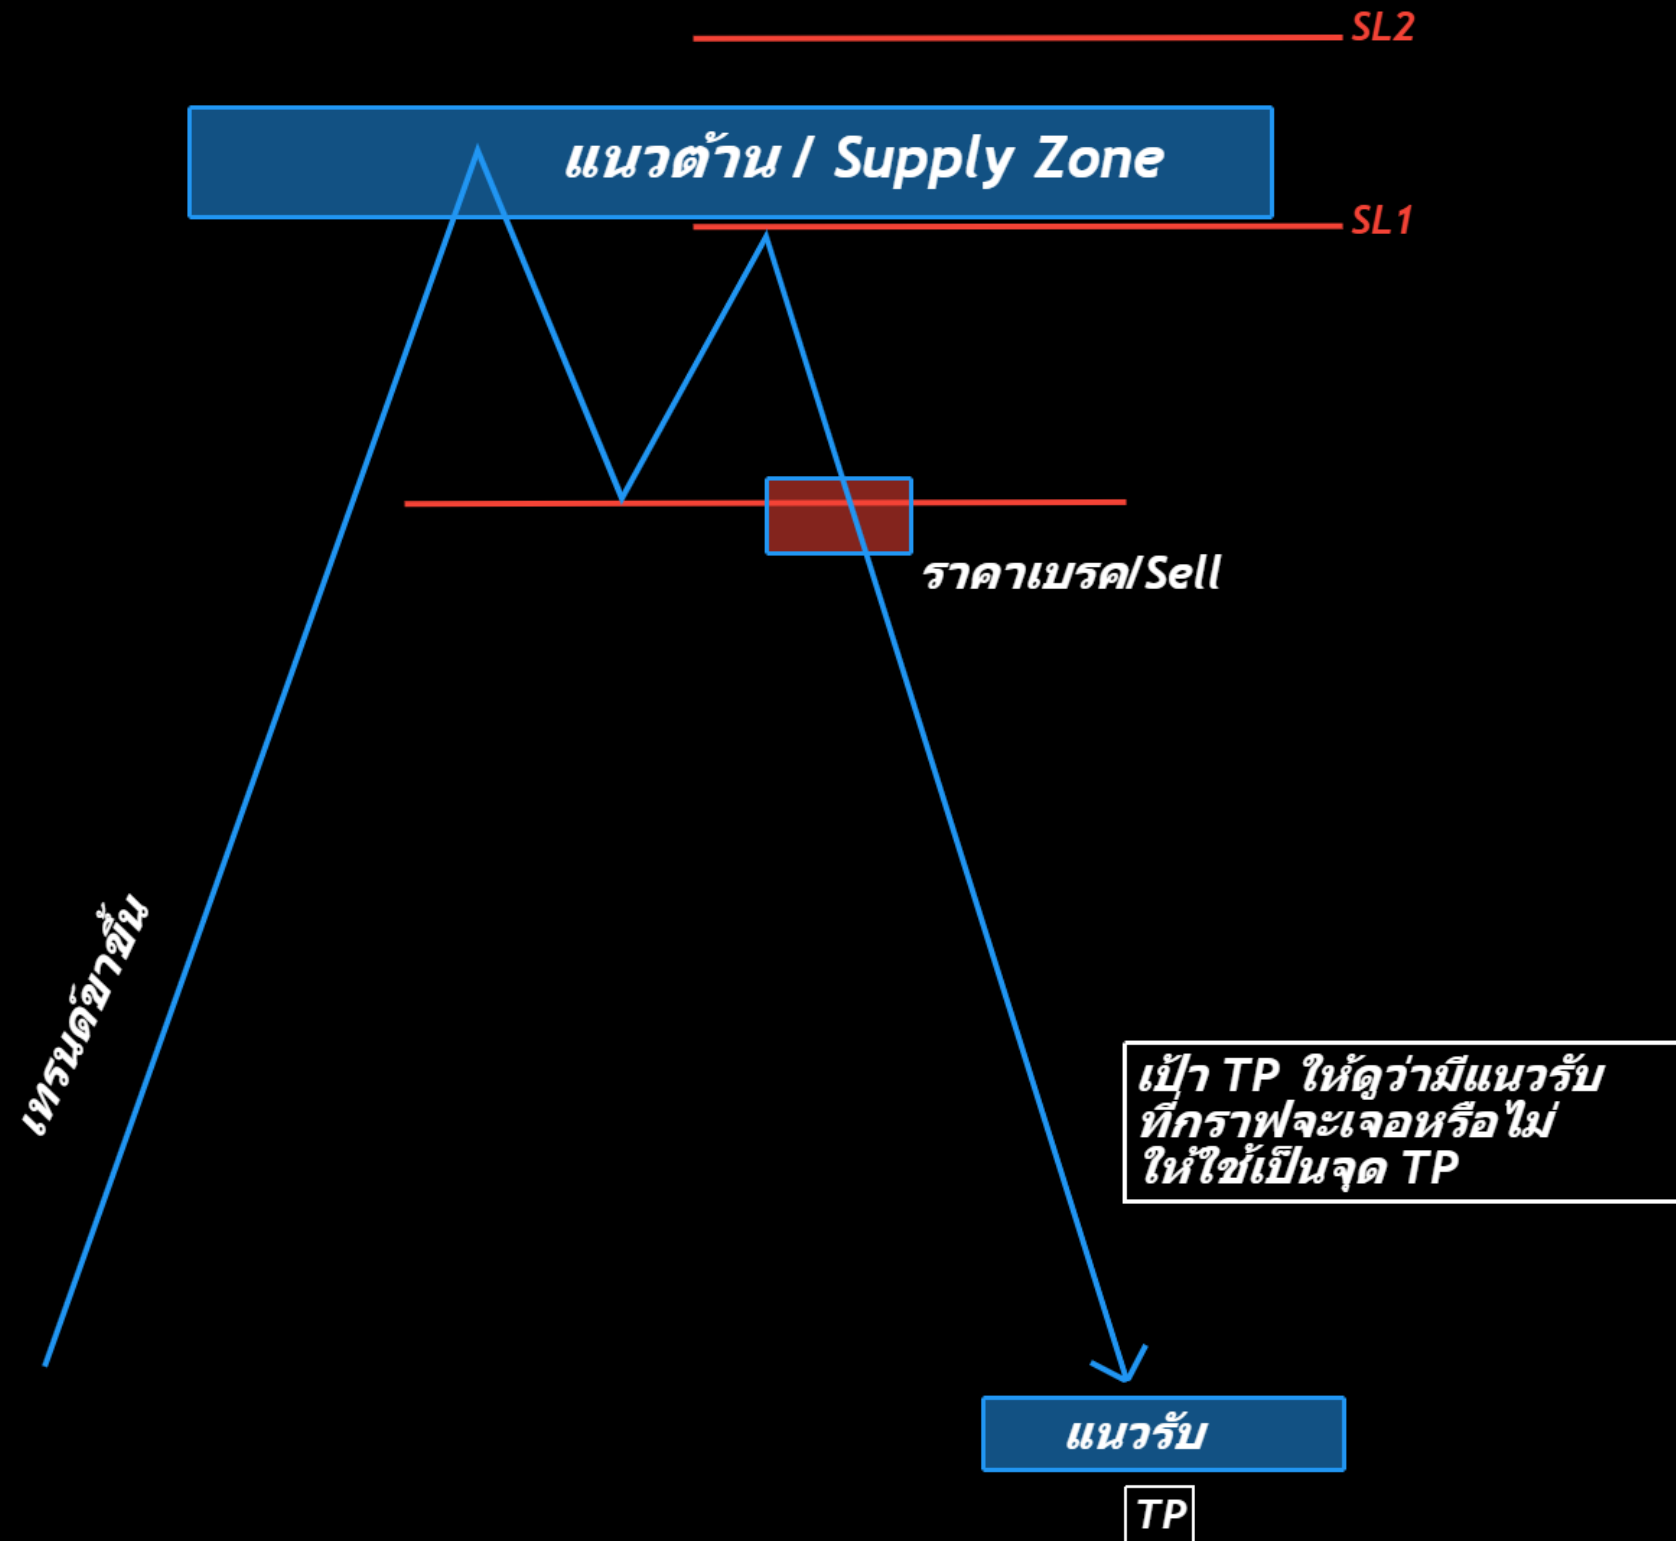 SL2
แนวต้าน / Supply Zone
SL1
ราคาเบรค/Sell
เทรนด์ขาขึ้น
เป้า TP ให้ดูว่ามีแนวรับ
ที่กราฟจะเจอหรือไม่
ให้ใช้เป็นจุด TP
แนวรับ
TP